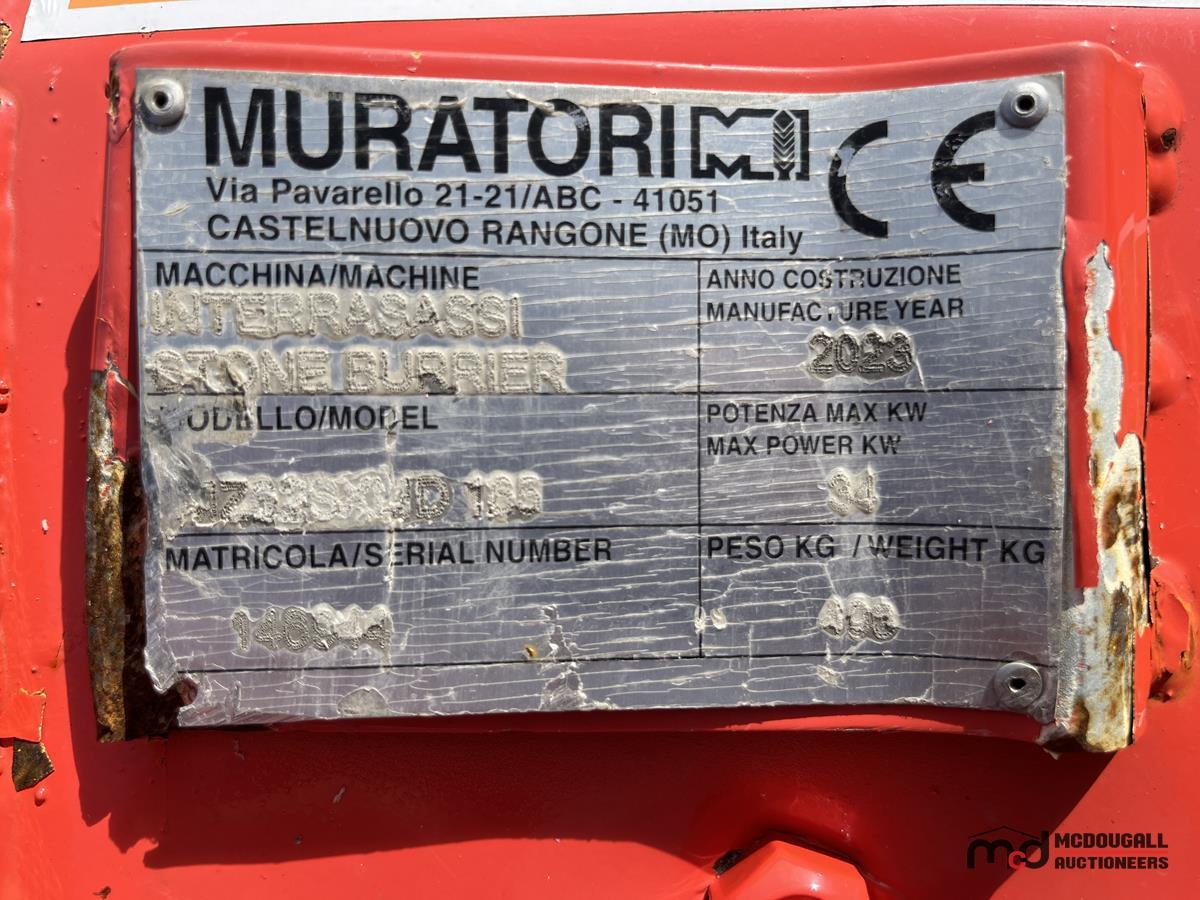 MURATORI
CE
Via Pavarello 21-21/ABC - 41051
CASTELNUOVO RANGONE (MO) Italy
MACCHINA/MACHINE
INTERRASASSI
STONE BURRIER
ANNO COSTRUZIONE
MANUFACTURE YEAR
2023
MODELLO/MODEL
POTENZA MAX KW
MAX POWER KW
MATRICOLA/SERIAL NUMBER
PESO KG / WEIGHT KG
McD MCDOUGALL
AUCTIONEERS